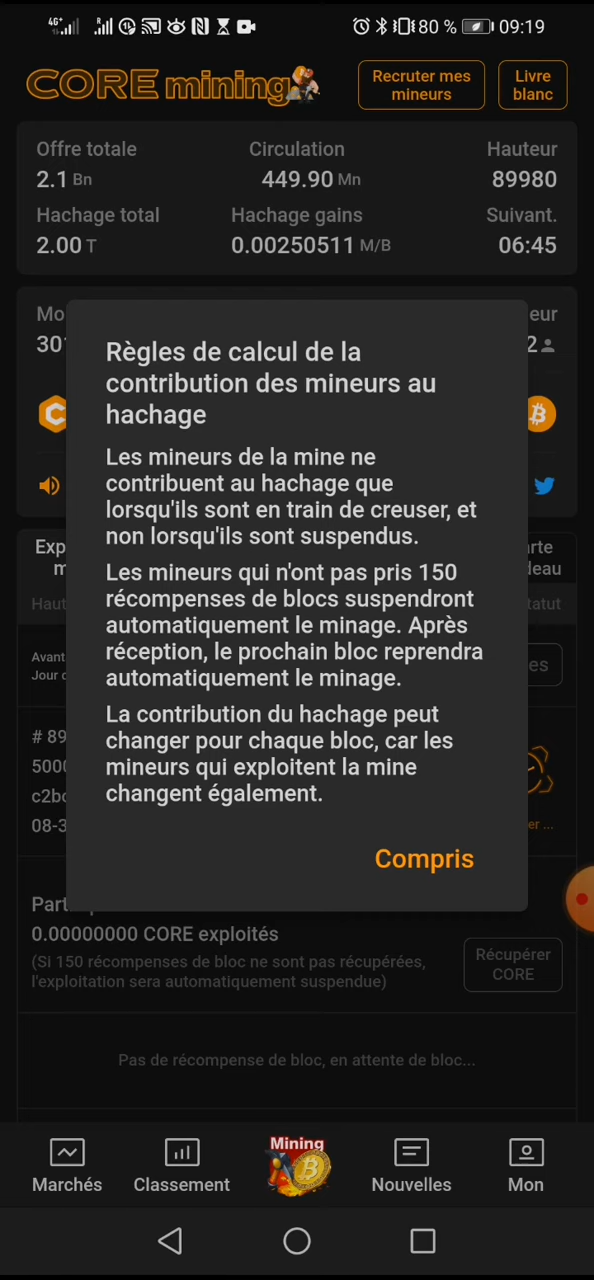 4G+ R 80 % 09:19
CORE mining
Recruter mes mineurs
Livre blanc
Offre totale Circulation Hauteur
2.1 Bn 449.90 Mn 89980
Hachage total Hachage gains Suivant.
2.00 T 0.00250511 M/B 06:45
Règles de calcul de la
contribution des mineurs au
hachage
Les mineurs de la mine ne
contribuent au hachage que
lorsqu'ils sont en train de creuser, et
non lorsqu'ils sont suspendus.
Les mineurs qui n'ont pas pris 150
récompenses de blocs suspendront
automatiquement le minage. Après
réception, le prochain bloc reprendra
automatiquement le minage.
La contribution du hachage peut
changer pour chaque bloc, car les
mineurs qui exploitent la mine
changent également.
Compris
0.00000000 CORE exploités
(Si 150 récompenses de bloc ne sont pas récupérées,
l'exploitation sera automatiquement suspendue)
Récupérer
CORE
Pas de récompense de bloc, en attente de bloc...
Mining
Marchés Classement Nouvelles Mon